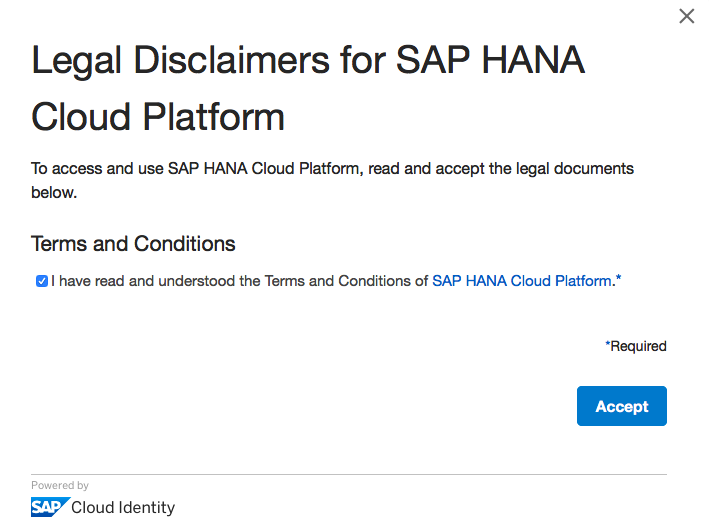 Legal Disclaimers for SAP HANA
Cloud Platform
To access and use SAP HANA Cloud Platform, read and accept the legal documents
below.
Terms and Conditions
I have read and understood the Terms and Conditions of SAP HANA Cloud Platform.*
*Required
Accept
Powered by
SAP Cloud Identity